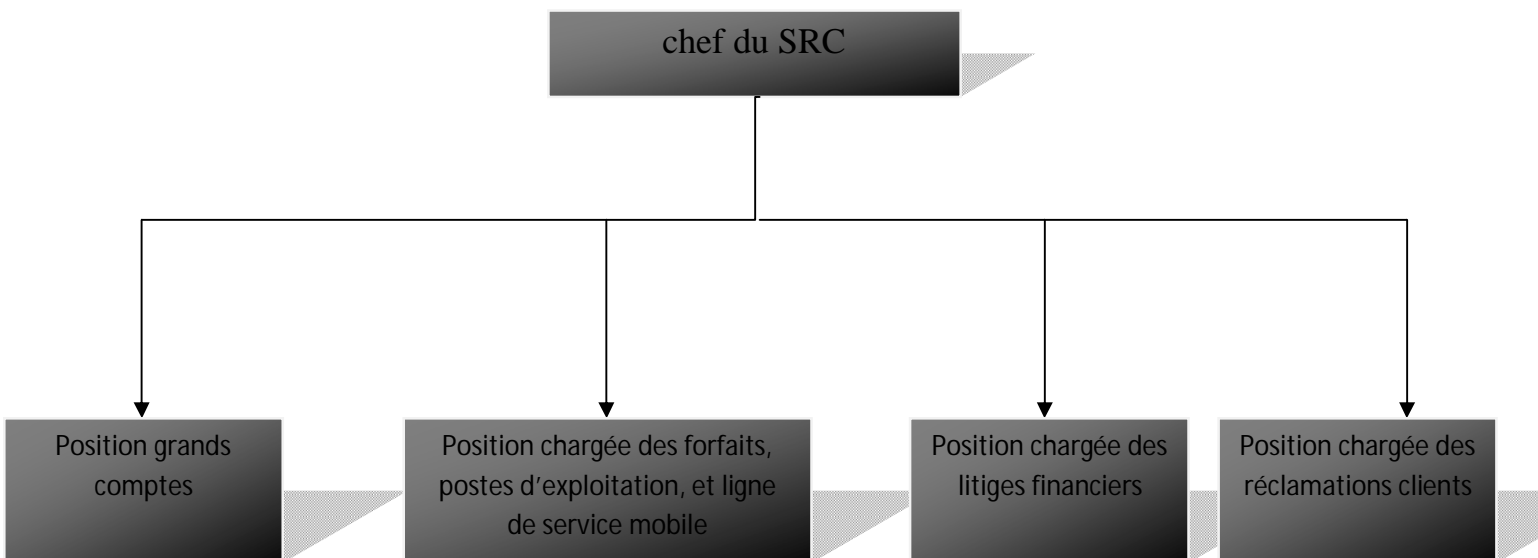 chef du SRC
Position grands
comptes
Position chargée des forfaits,
postes d’exploitation, et ligne
de service mobile
Position chargée des
litiges financiers
Position chargée des
réclamations clients